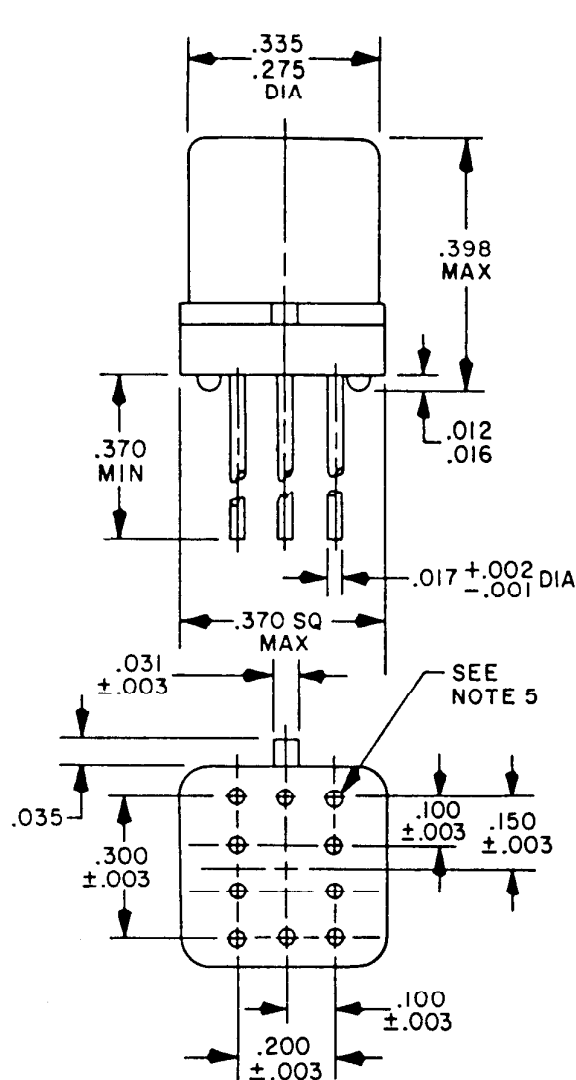 .335
.275
DIA
.398
MAX
.012
.016
.370
MIN
.017 +.002 DIA
-.001
.370 SQ
MAX
.031
±.003
SEE
NOTE 5
.035
.100
±.003
.150
±.003
.300
±.003
.100
±.003
.200
±.003